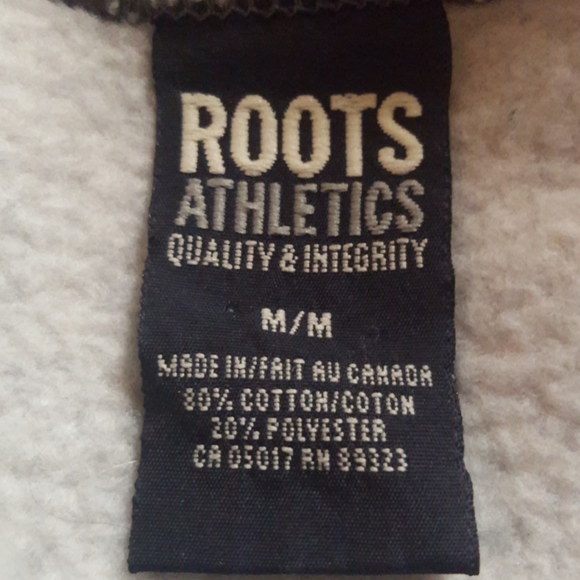 ROOTS
ATHLETICS
QUALITY & INTEGRITY
M/M
MADE IN/FAIT AU CANADA
80% COTTON/COTON
20% POLYESTER
CA 05017 RN 89323